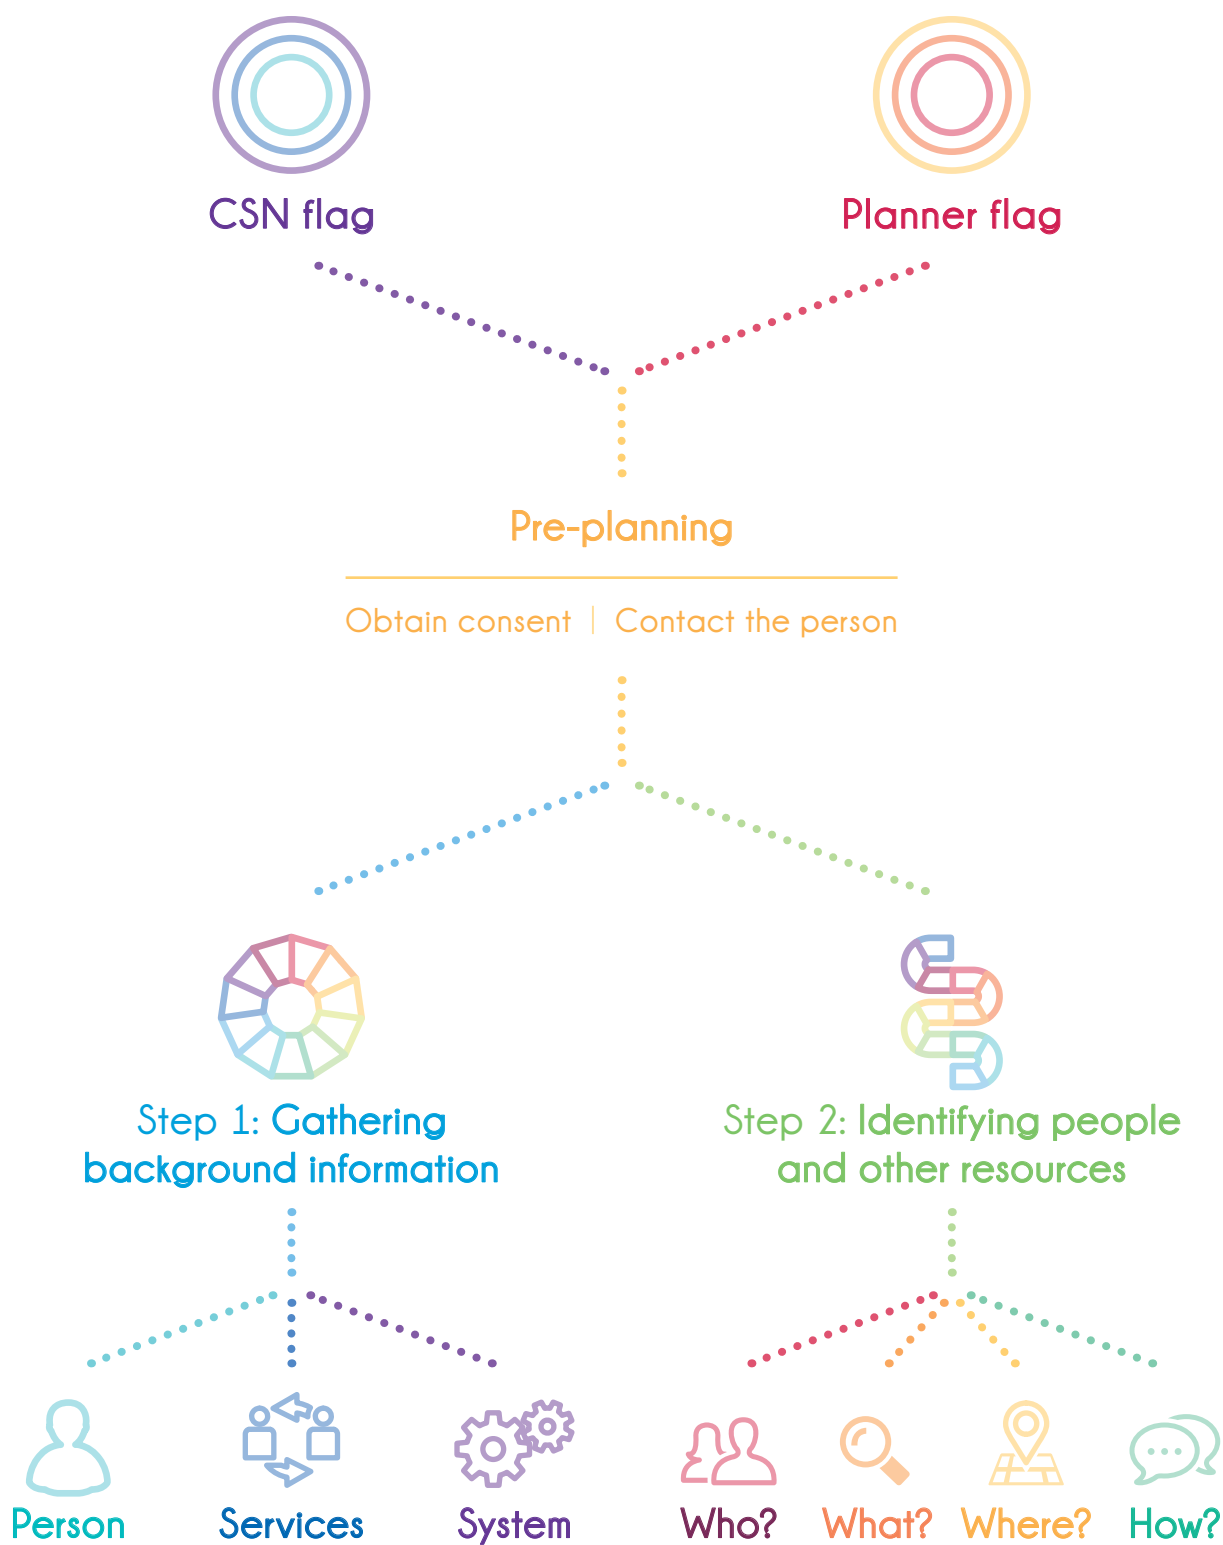 CSN flag
Planner flag
Pre-planning
Obtain consent | Contact the person
Step 1: Gathering
background information
Step 2: Identifying people
and other resources
Person
Services
System
Who?
What?
Where?
How?